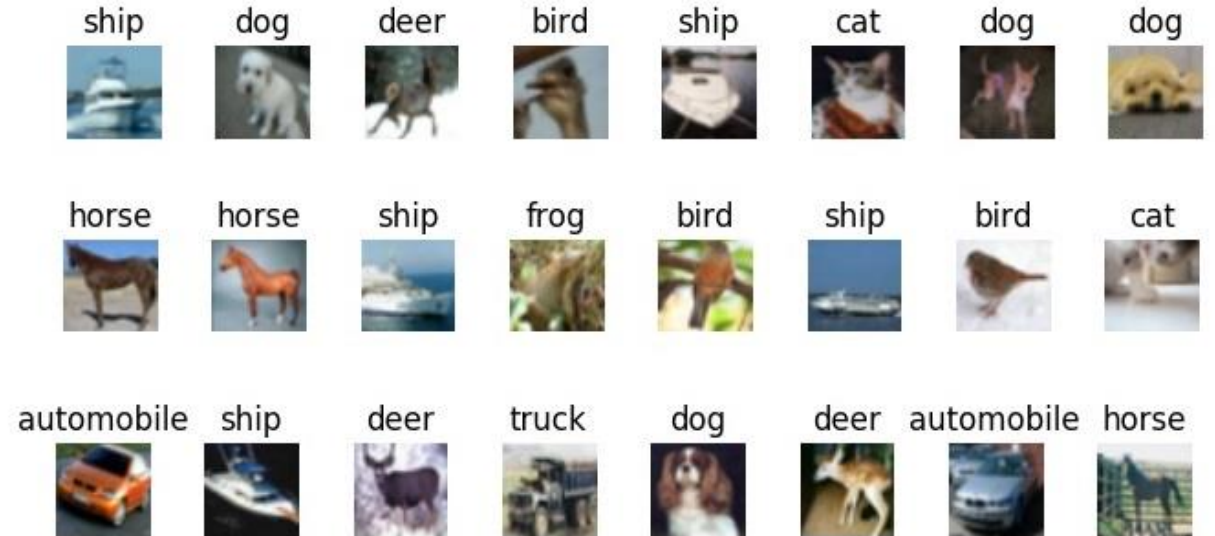 ship dog deer bird ship cat dog dog
horse horse ship frog bird ship bird cat
automobile ship deer truck dog deer automobile horse